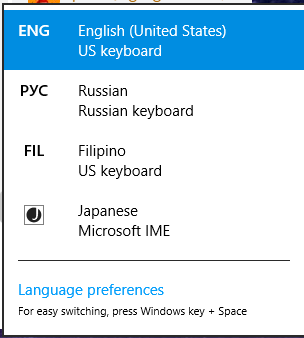 ENG English (United States)
US keyboard
РУС Russian
Russian keyboard
FIL Filipino
US keyboard
J Japanese
Microsoft IME
Language preferences
For easy switching, press Windows key + Space